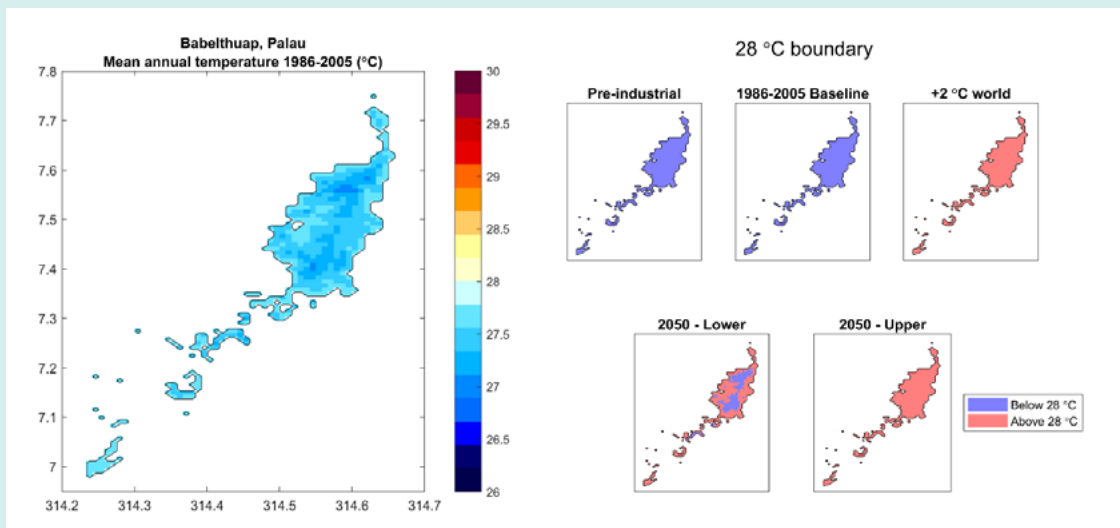 Babelthuap, Palau
Mean annual temperature 1986-2005 (°C)
7.8
7.7
7.6
7.5
7.4
7.3
7.2
7.1
7
314.2 314.3 314.4 314.5 314.6 314.7
30
29.5
29
28.5
28
27.5
27
26.5
26
28 °C boundary
Pre-industrial
1986-2005 Baseline
+2 °C world
2050 - Lower
2050 - Upper
Below 28 °C
Above 28 °C